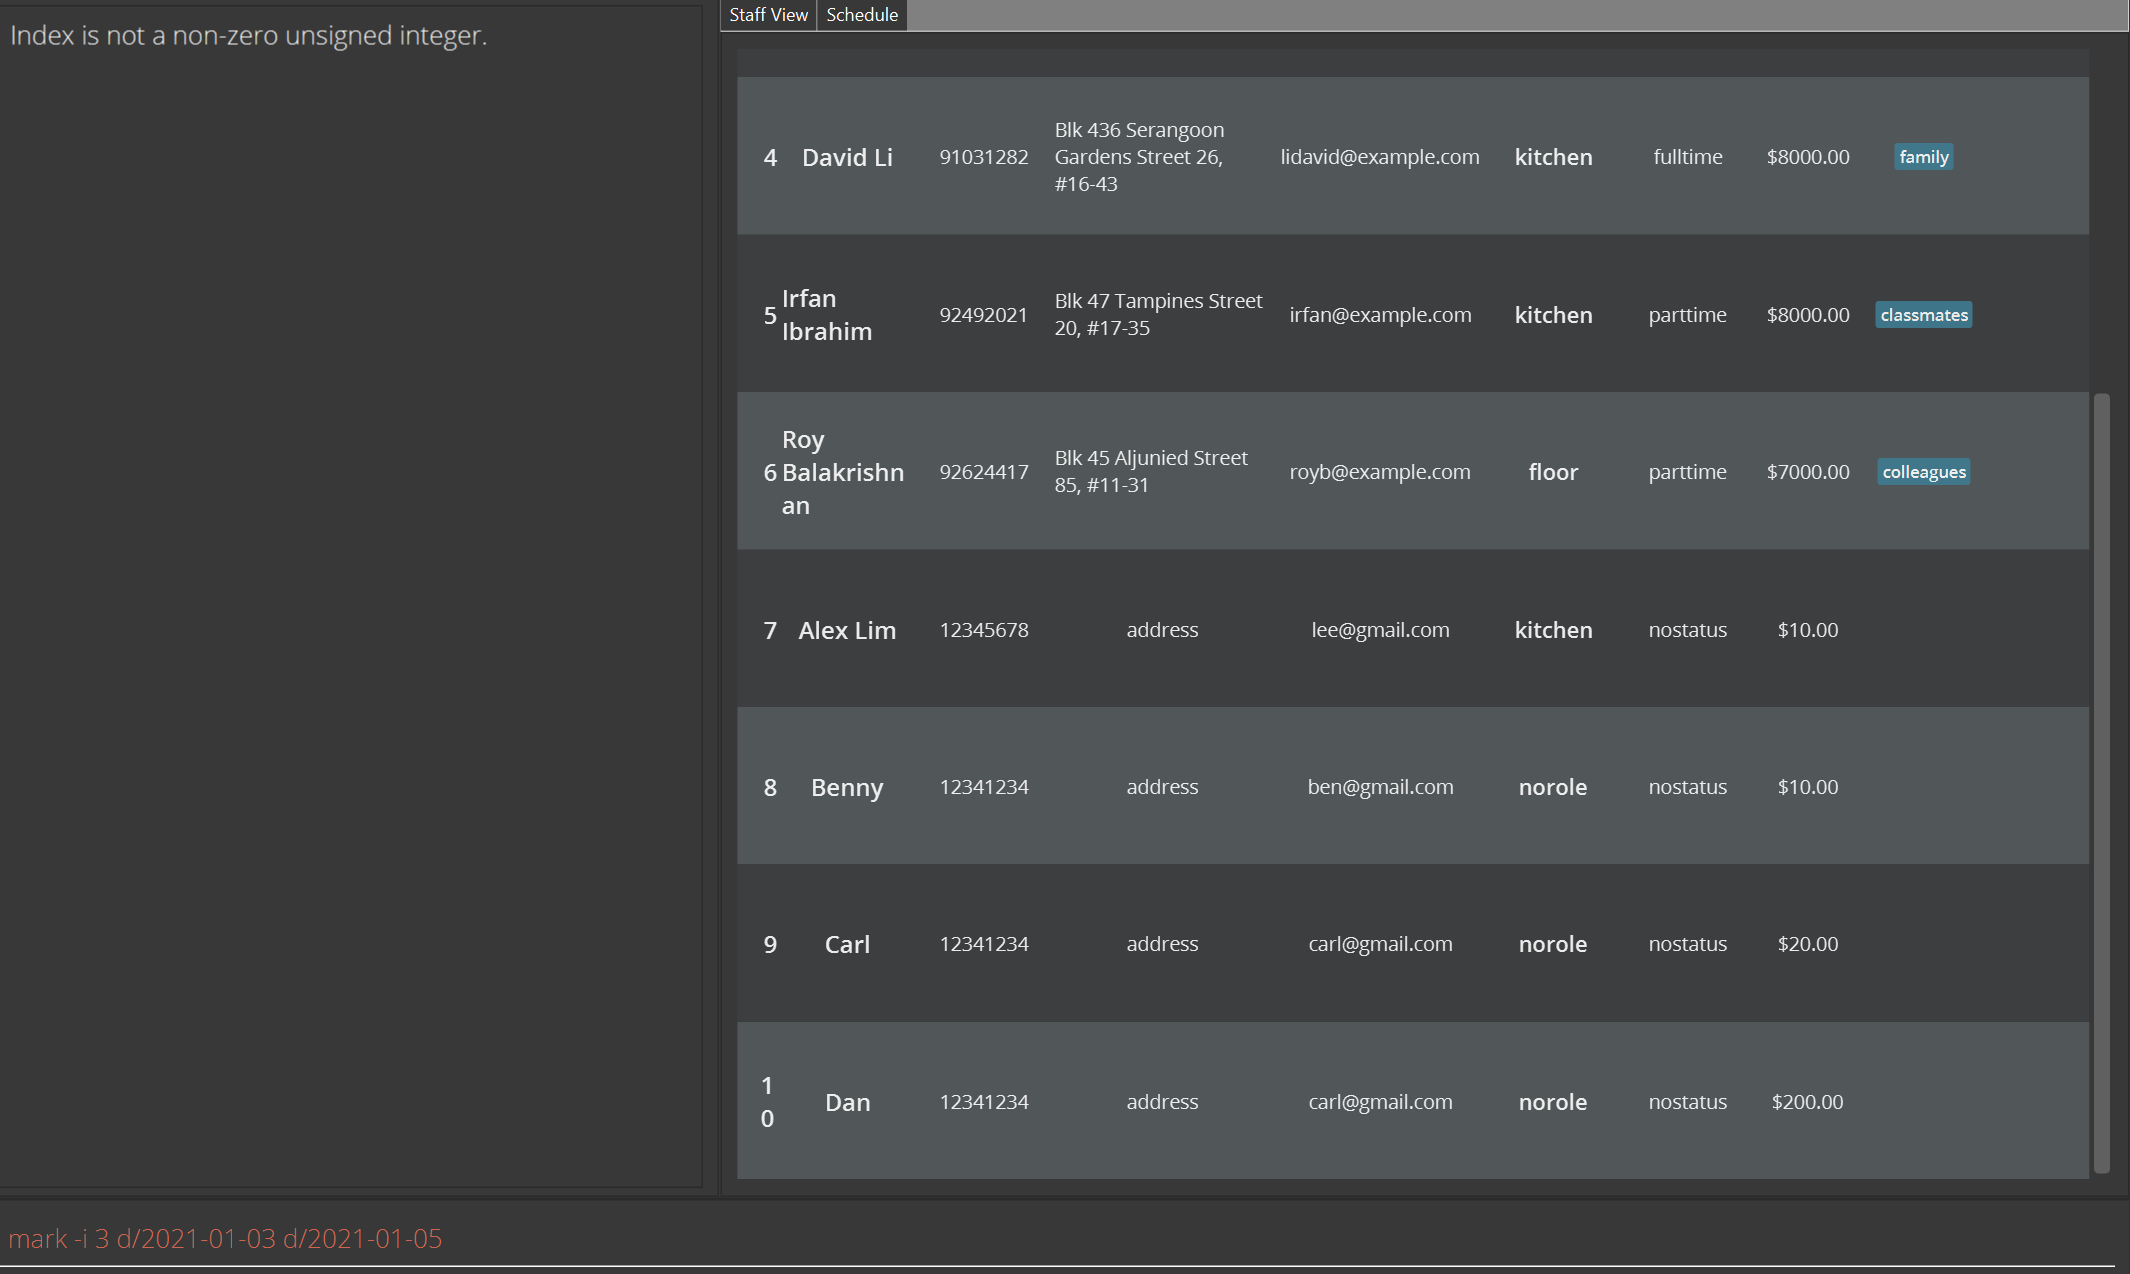 Index is not a non-zero unsigned integer.
Staff View Schedule
4 David Li 91031282 Blk 436 Serangoon
Gardens Street 26,
#16-43 lidavid@example.com kitchen fulltime $8000.00 family
5 Irfan
Ibrahim 92492021 Blk 47 Tampines Street
20, #17-35 irfan@example.com kitchen parttime $8000.00 classmates
6 Roy
Balakrishn
an 92624417 Blk 45 Aljunied Street
85, #11-31 royb@example.com floor parttime $7000.00 colleagues
7 Alex Lim 12345678 address lee@gmail.com kitchen nostatus $10.00
8 Benny 12341234 address ben@gmail.com norole nostatus $10.00
9 Carl 12341234 address carl@gmail.com norole nostatus $20.00
1
0 Dan 12341234 address carl@gmail.com norole nostatus $200.00
mark -i 3 d/2021-01-03 d/2021-01-05